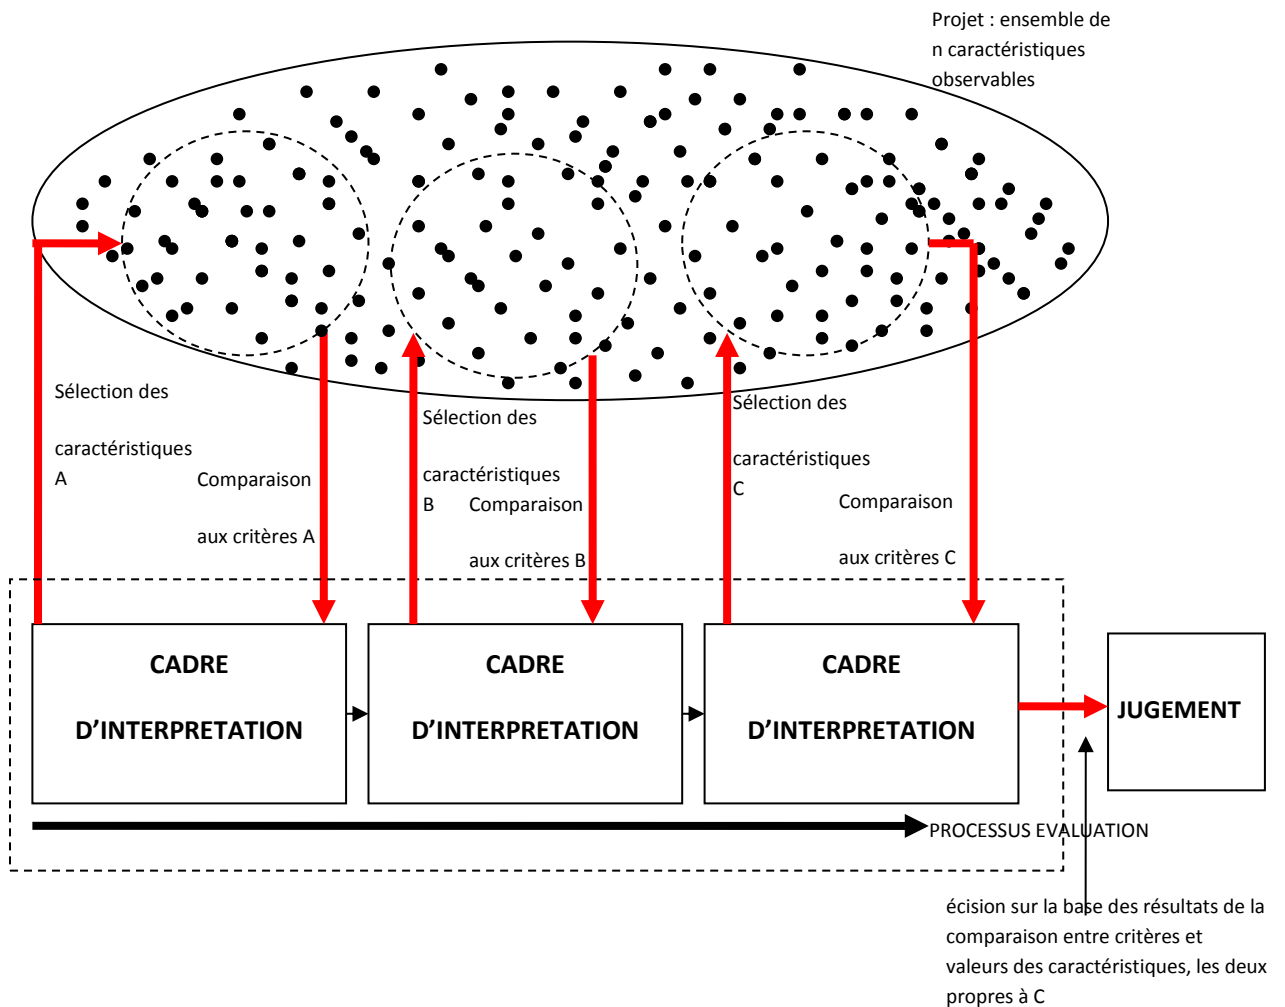 Projet : ensemble de
n caractéristiques
observables
Sélection des
caractéristiques
A
Comparaison
aux critères A
Sélection des
caractéristiques
B
Comparaison
aux critères B
Sélection des
caractéristiques
C
Comparaison
aux critères C
CADRE
D'INTERPRETATION
CADRE
D'INTERPRETATION
CADRE
D'INTERPRETATION
JUGEMENT
PROCESSUS EVALUATION
écision sur la base des résultats de la
comparaison entre critères et
valeurs des caractéristiques, les deux
propres à C